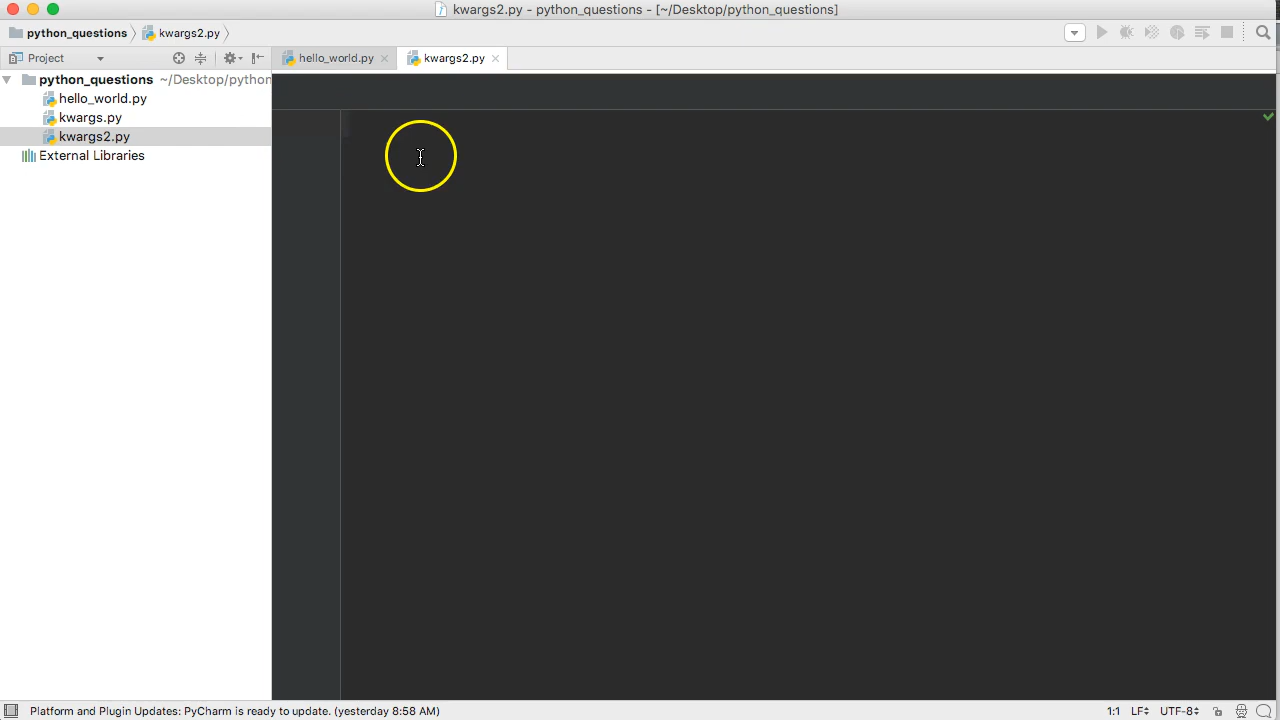 kwargs2.py - python_questions - [~/Desktop/python_questions]
python_questions kwargs2.py
Project hello_world.py kwargs2.py
python_questions ~/Desktop/python
hello_world.py
kwargs.py
kwargs2.py
External Libraries
Platform and Plugin Updates: PyCharm is ready to update. (yesterday 8:58 AM) 1:1 LF UTF-8